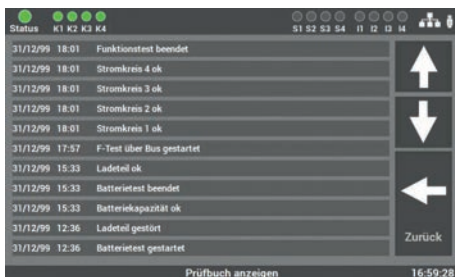 Status K1 K2 K3 K4 S1 S2 S3 S4 I1 I2 I3 I4
31/12/99 18:01 Funktionstest beendet
31/12/99 18:01 Stromkreis 4 ok
31/12/99 18:01 Stromkreis 3 ok
31/12/99 18:01 Stromkreis 2 ok
31/12/99 18:01 Stromkreis 1 ok
31/12/99 17:57 F-Test über Bus gestartet
31/12/99 15:33 Ladeteil ok
31/12/99 15:33 Batterietest beendet
31/12/99 15:33 Batteriekapazität ok
31/12/99 12:36 Ladeteil gestört
31/12/99 12:36 Batterietest gestartet
Zurück
Prüfbuch anzeigen 16:59:28